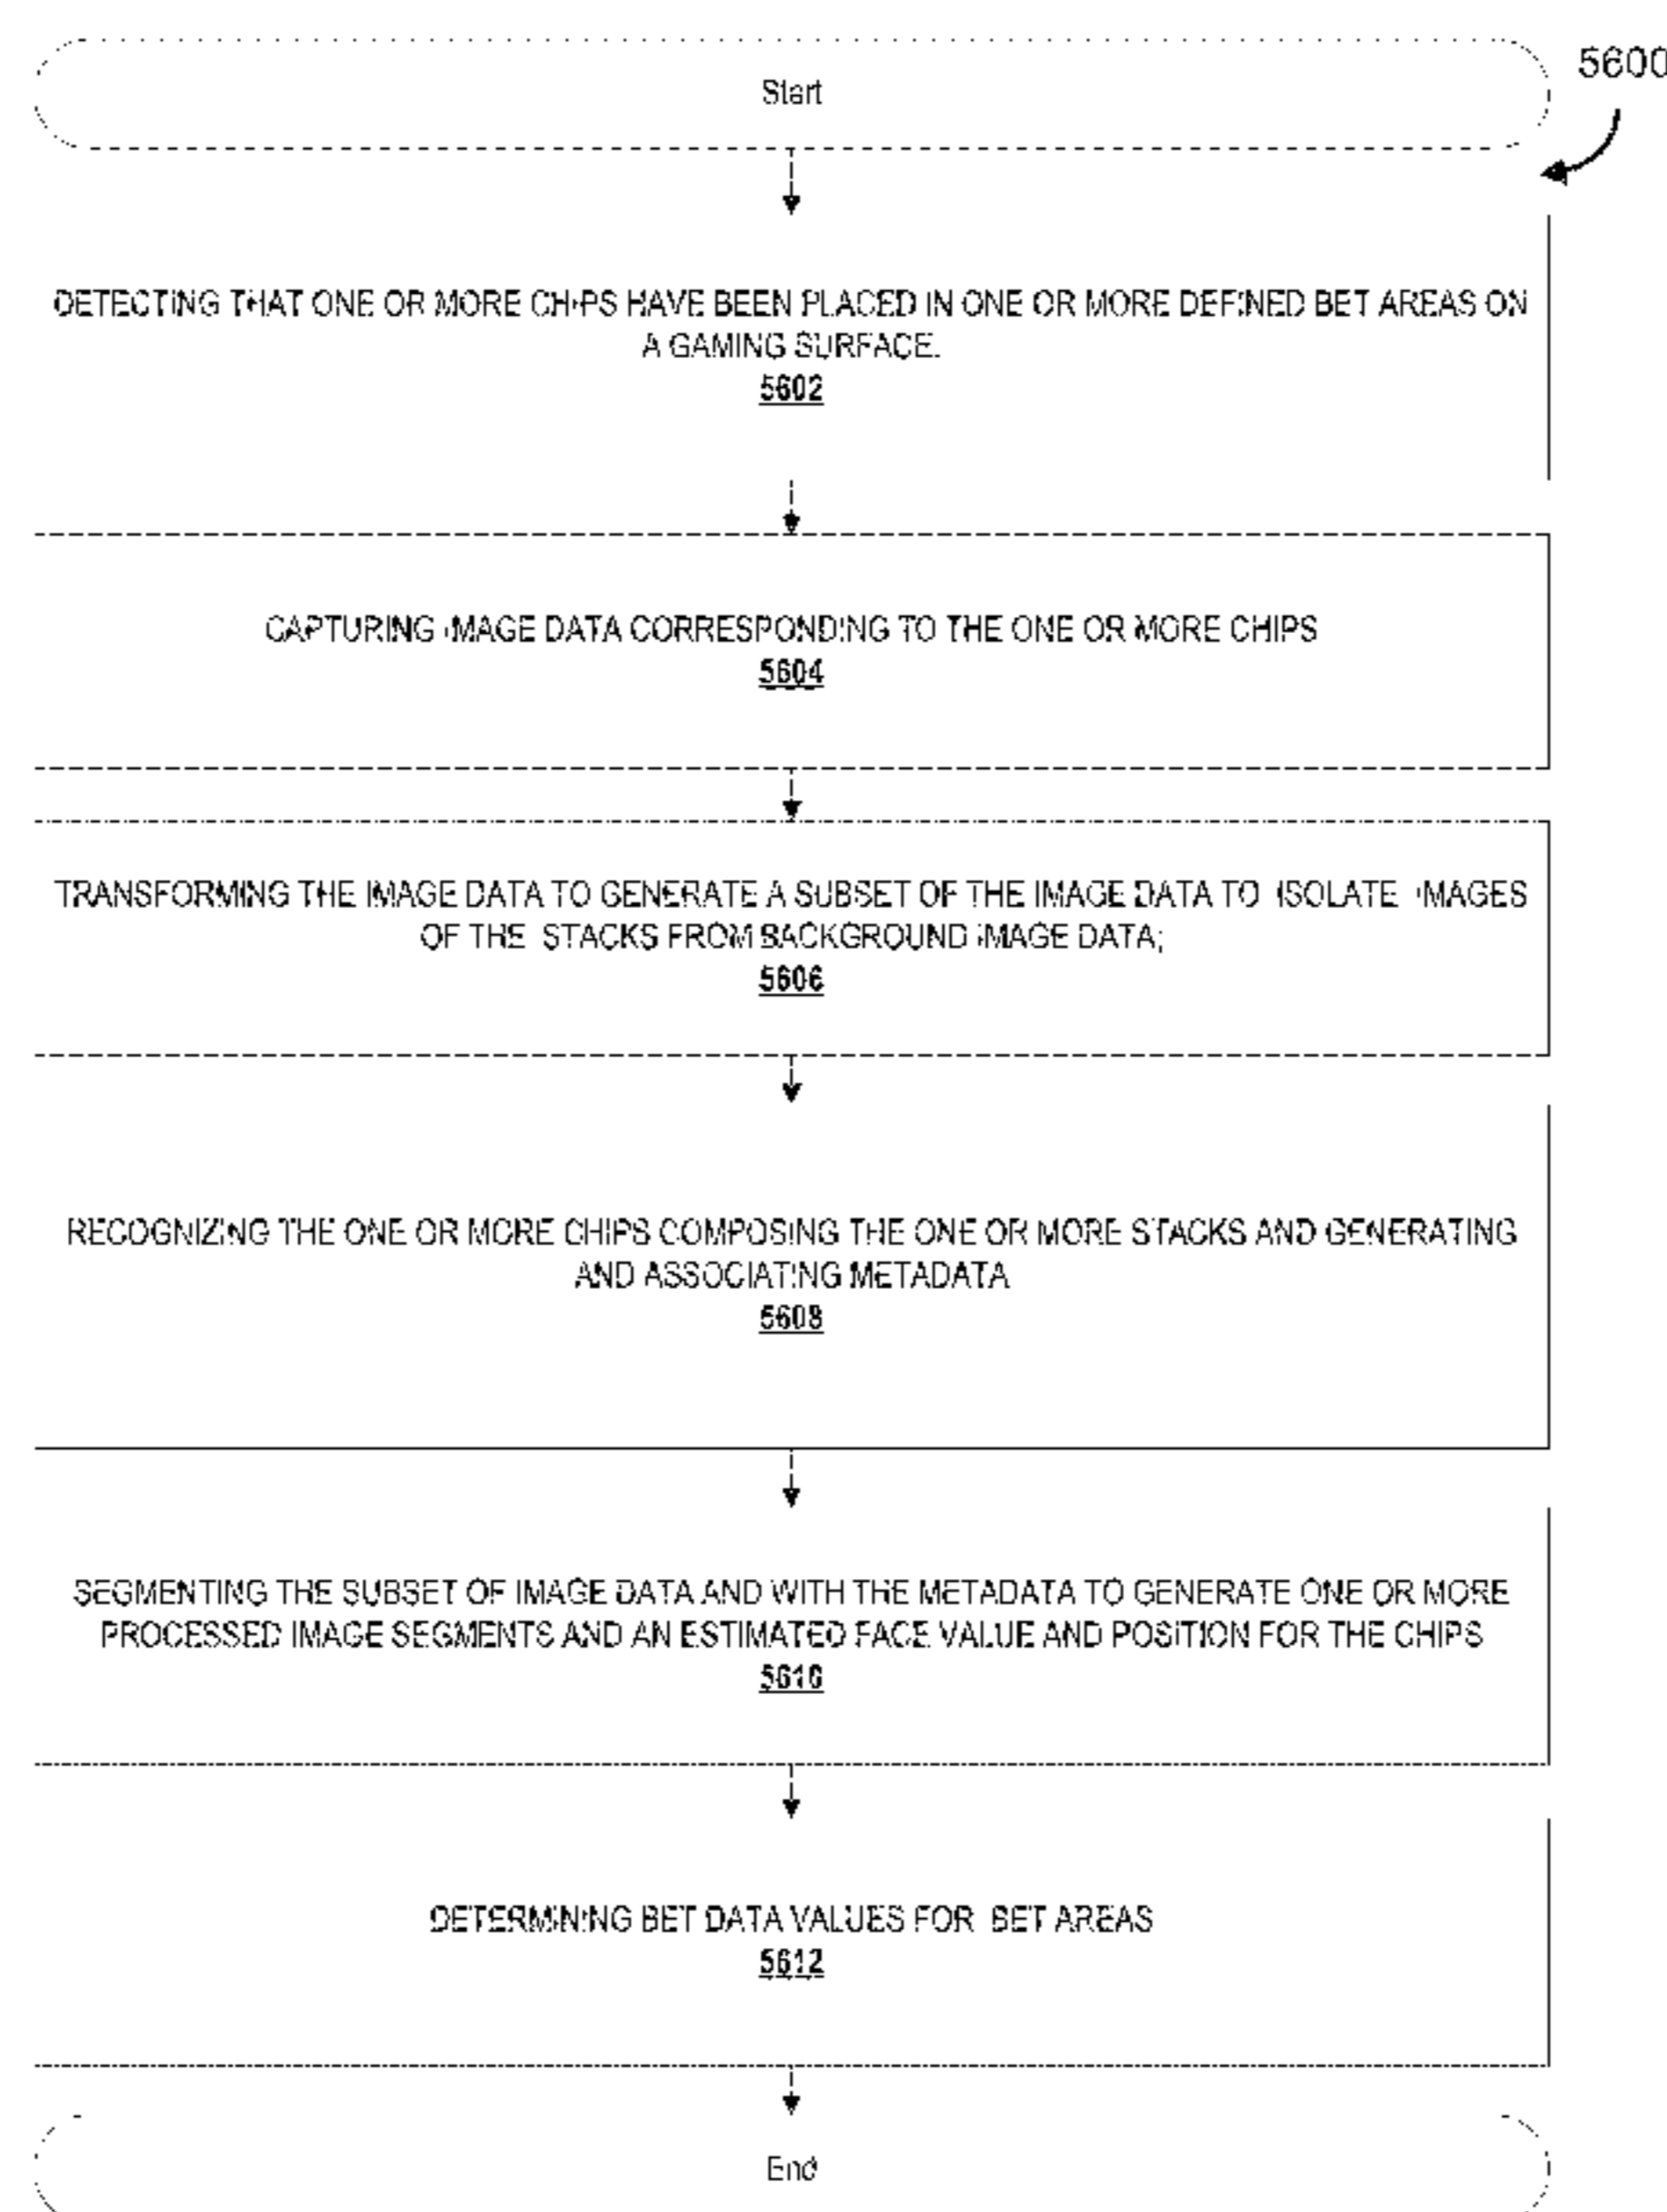 5600
Start
DETECTING THAT ONE OR MORE CHIPS HAVE BEEN PLACED IN ONE OR MORE DEFINED BET AREAS ON
A GAMING SURFACE.
5602
CAPTURING IMAGE DATA CORRESPONDING TO THE ONE OR MORE CHIPS
5604
TRANSFORMING THE IMAGE DATA TO GENERATE A SUBSET OF THE IMAGE DATA TO ISOLATE IMAGES
OF THE STACKS FROM BACKGROUND IMAGE DATA;
5606
RECOGNIZING THE ONE OR MORE CHIPS COMPOSING THE ONE OR MORE STACKS AND GENERATING
AND ASSOCIATING METADATA
5608
SEGMENTING THE SUBSET OF IMAGE DATA AND WITH THE METADATA TO GENERATE ONE OR MORE
PROCESSED IMAGE SEGMENTS AND AN ESTIMATED FACE VALUE AND POSITION FOR THE CHIPS
5610
DETERMINING BET DATA VALUES FOR BET AREAS
5612
End